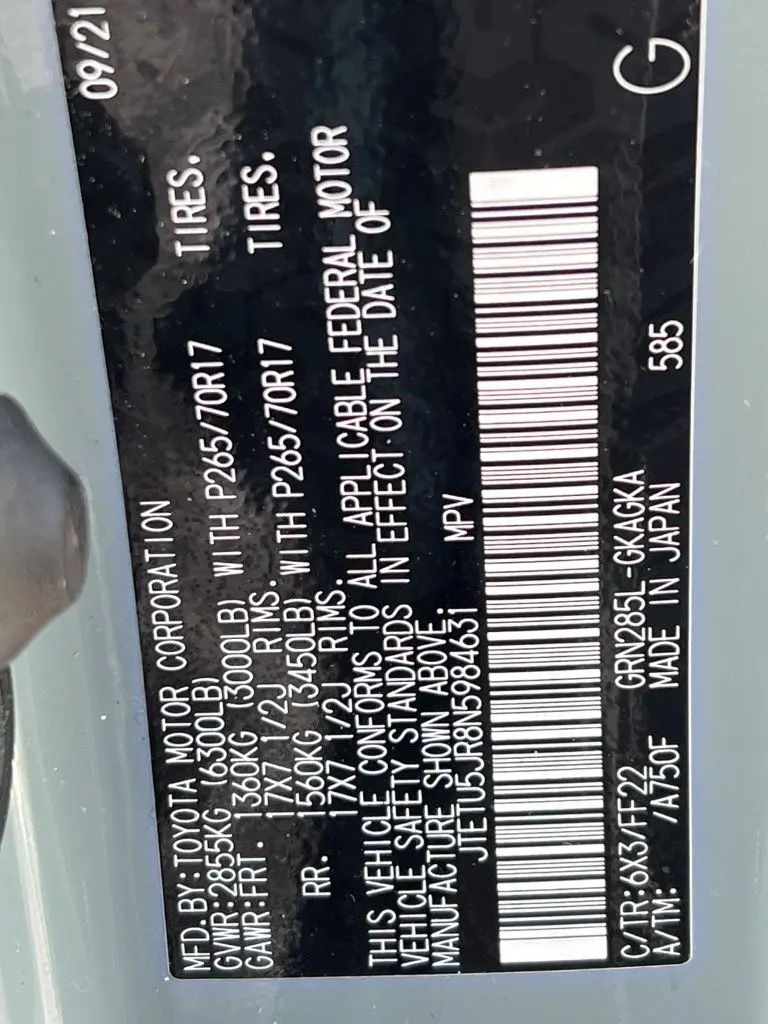 MFD.BY:TOYOTA MOTOR CORPORATION 09/21
GVWR:2855KG (6300LB)
GAWR:FRT. 1360KG (3000LB) WITH P265/70R17 TIRES.
17X7 1/2J RIMS.
RR. 1560KG (3450LB) WITH P265/70R17 TIRES.
17X7 1/2J RIMS.
THIS VEHICLE CONFORMS TO ALL APPLICABLE FEDERAL MOTOR
VEHICLE SAFETY STANDARDS IN EFFECT ON THE DATE OF
MANUFACTURE SHOWN ABOVE.
JTETU5JR8N5984631 MPV
C/TR:6X3/FF22 GRN285L-GKAGKA
A/TM: /A750F MADE IN JAPAN 585
G